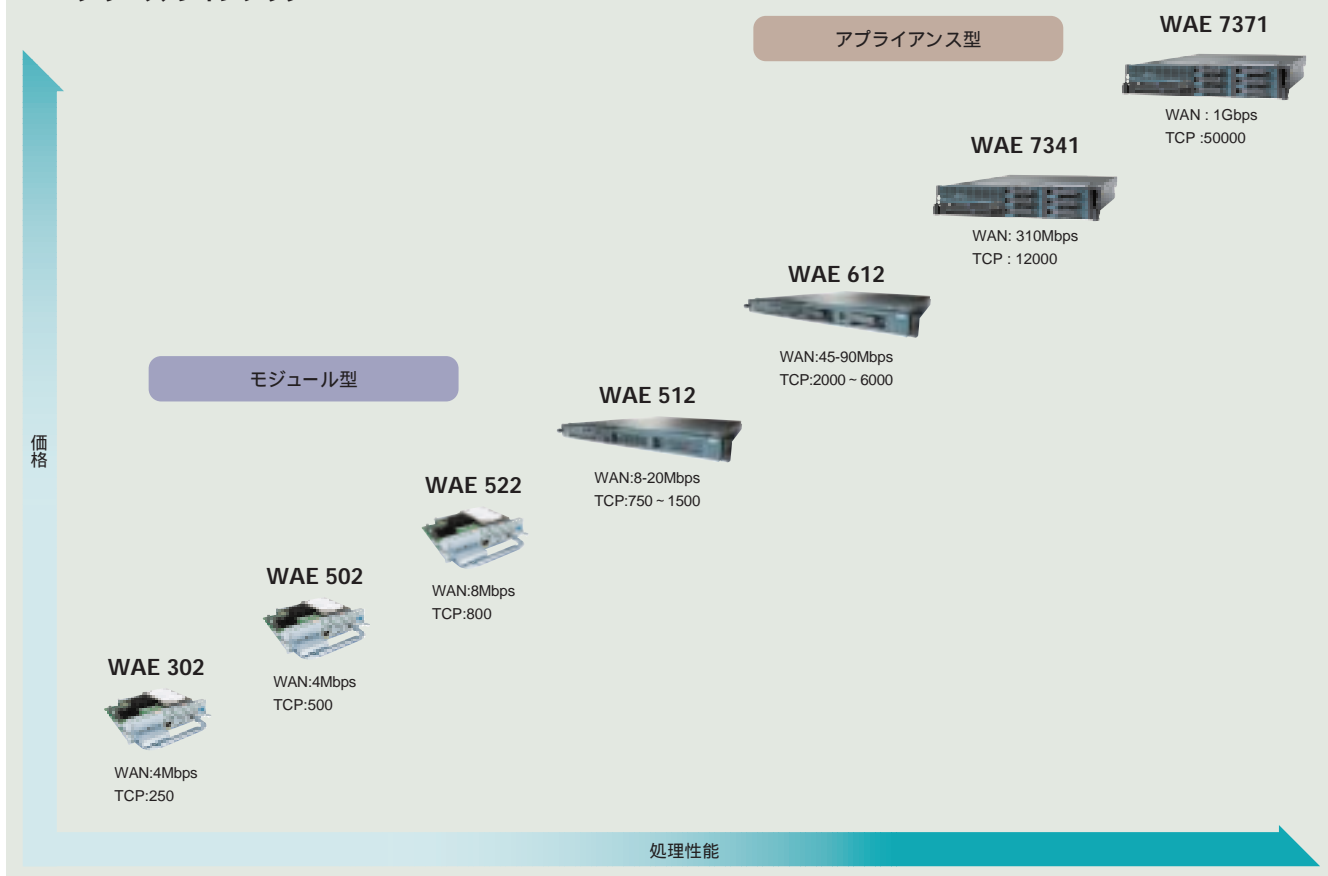 アプライアンス型
WAE 7371
WAN : 1Gbps
TCP :50000
WAE 7341
WAN: 310Mbps
TCP : 12000
WAE 612
WAN:45-90Mbps
TCP:2000 ~ 6000
モジュール型
WAE 512
WAN:8-20Mbps
TCP:750 ~ 1500
価格
WAE 522
WAN:8Mbps
TCP:800
WAE 502
WAN:4Mbps
TCP:500
WAE 302
WAN:4Mbps
TCP:250
処理性能